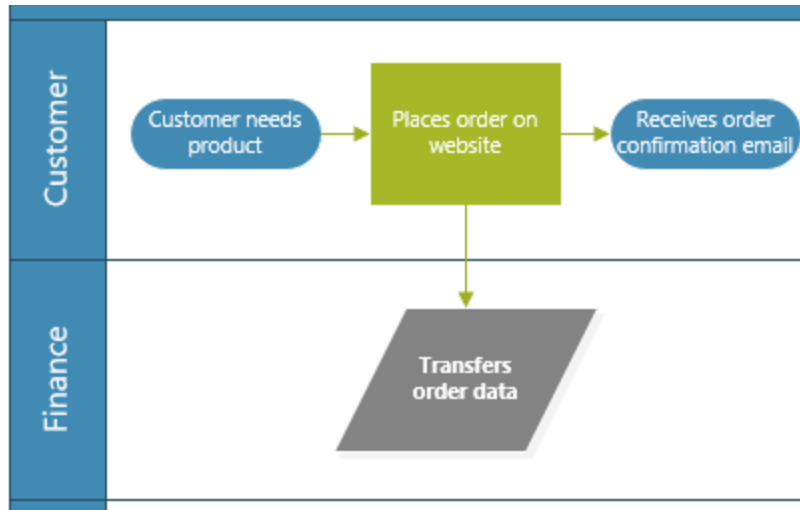 Customer
Customer needs
product
Places order on
website
Receives order
confirmation email
Finance
Transfers
order data